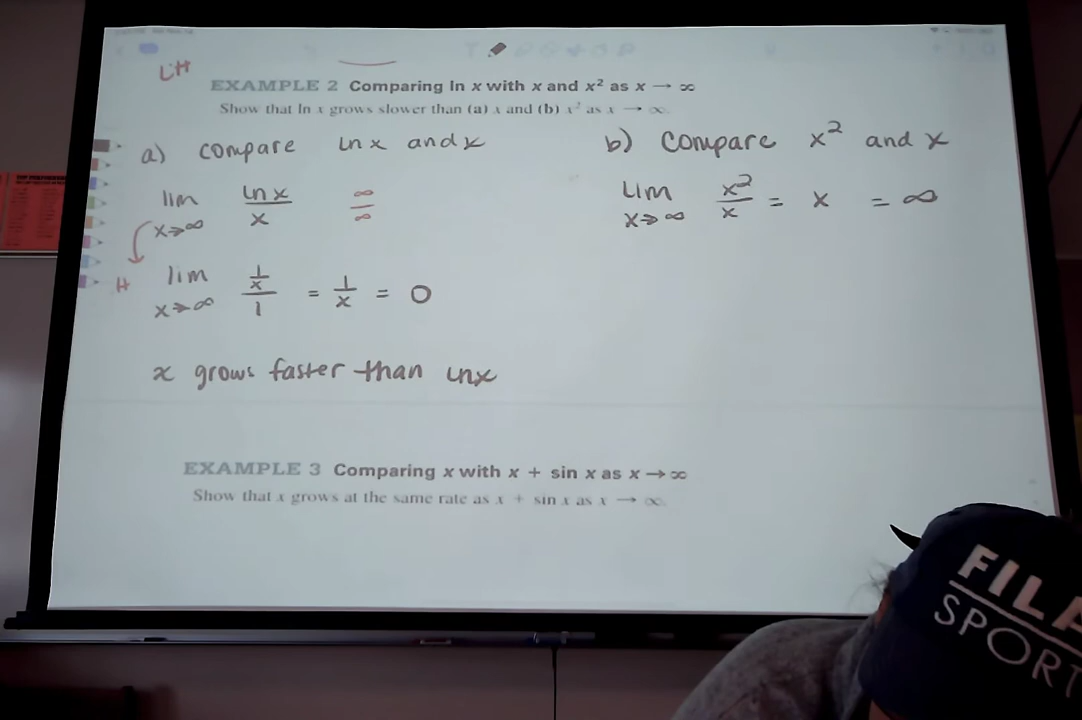 LH
EXAMPLE 2 Comparing ln x with x and x² as x → ∞
Show that ln x grows slower than (a) x and (b) x² as x → ∞.
a) compare ln x and x
lim x→∞ ln x / x ∞/∞
H lim x→∞ 1/x / 1 = 1/x = 0
x grows faster than ln x
b) Compare x² and x
Lim x→∞ x²/x = x = ∞
EXAMPLE 3 Comparing x with x + sin x as x → ∞
Show that x grows at the same rate as x + sin x as x → ∞.
FILA
SPORT